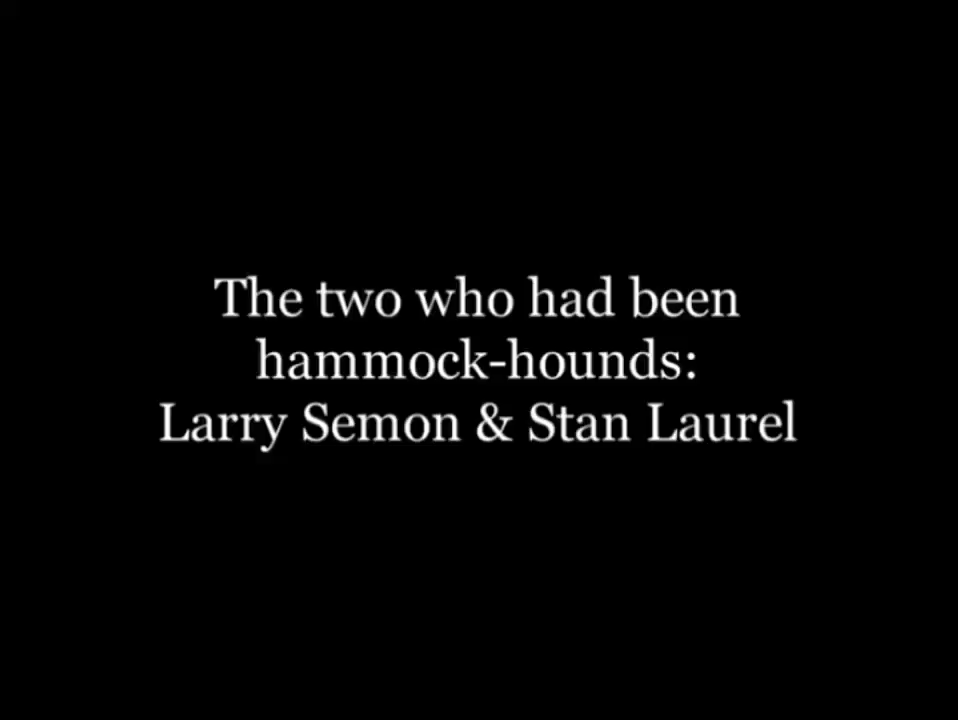 The two who had been
hammock-hounds:
Larry Semon & Stan Laurel